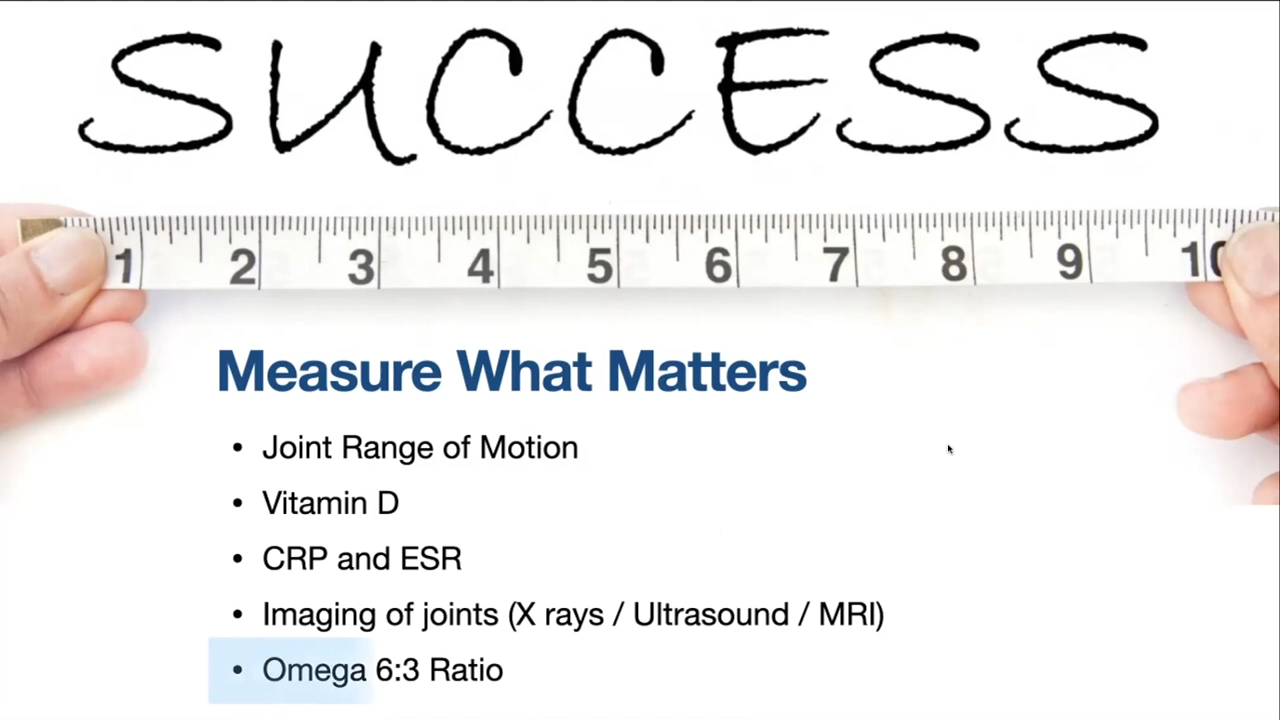 SUCCESS
1 2 3 4 5 6 7 8 9 10
Measure What Matters
• Joint Range of Motion
• Vitamin D
• CRP and ESR
• Imaging of joints (X rays / Ultrasound / MRI)
• Omega 6:3 Ratio